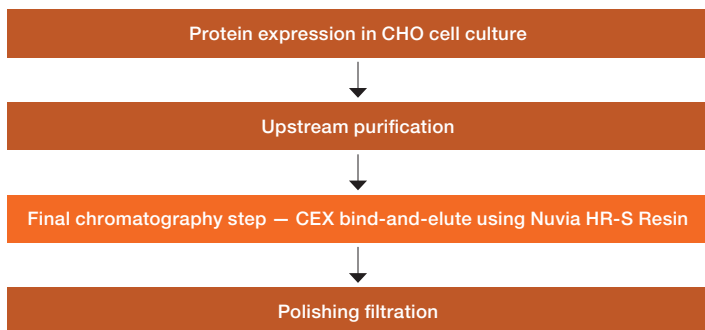 Protein expression in CHO cell culture
Upstream purification
Final chromatography step — CEX bind-and-elute using Nuvia HR-S Resin
Polishing filtration